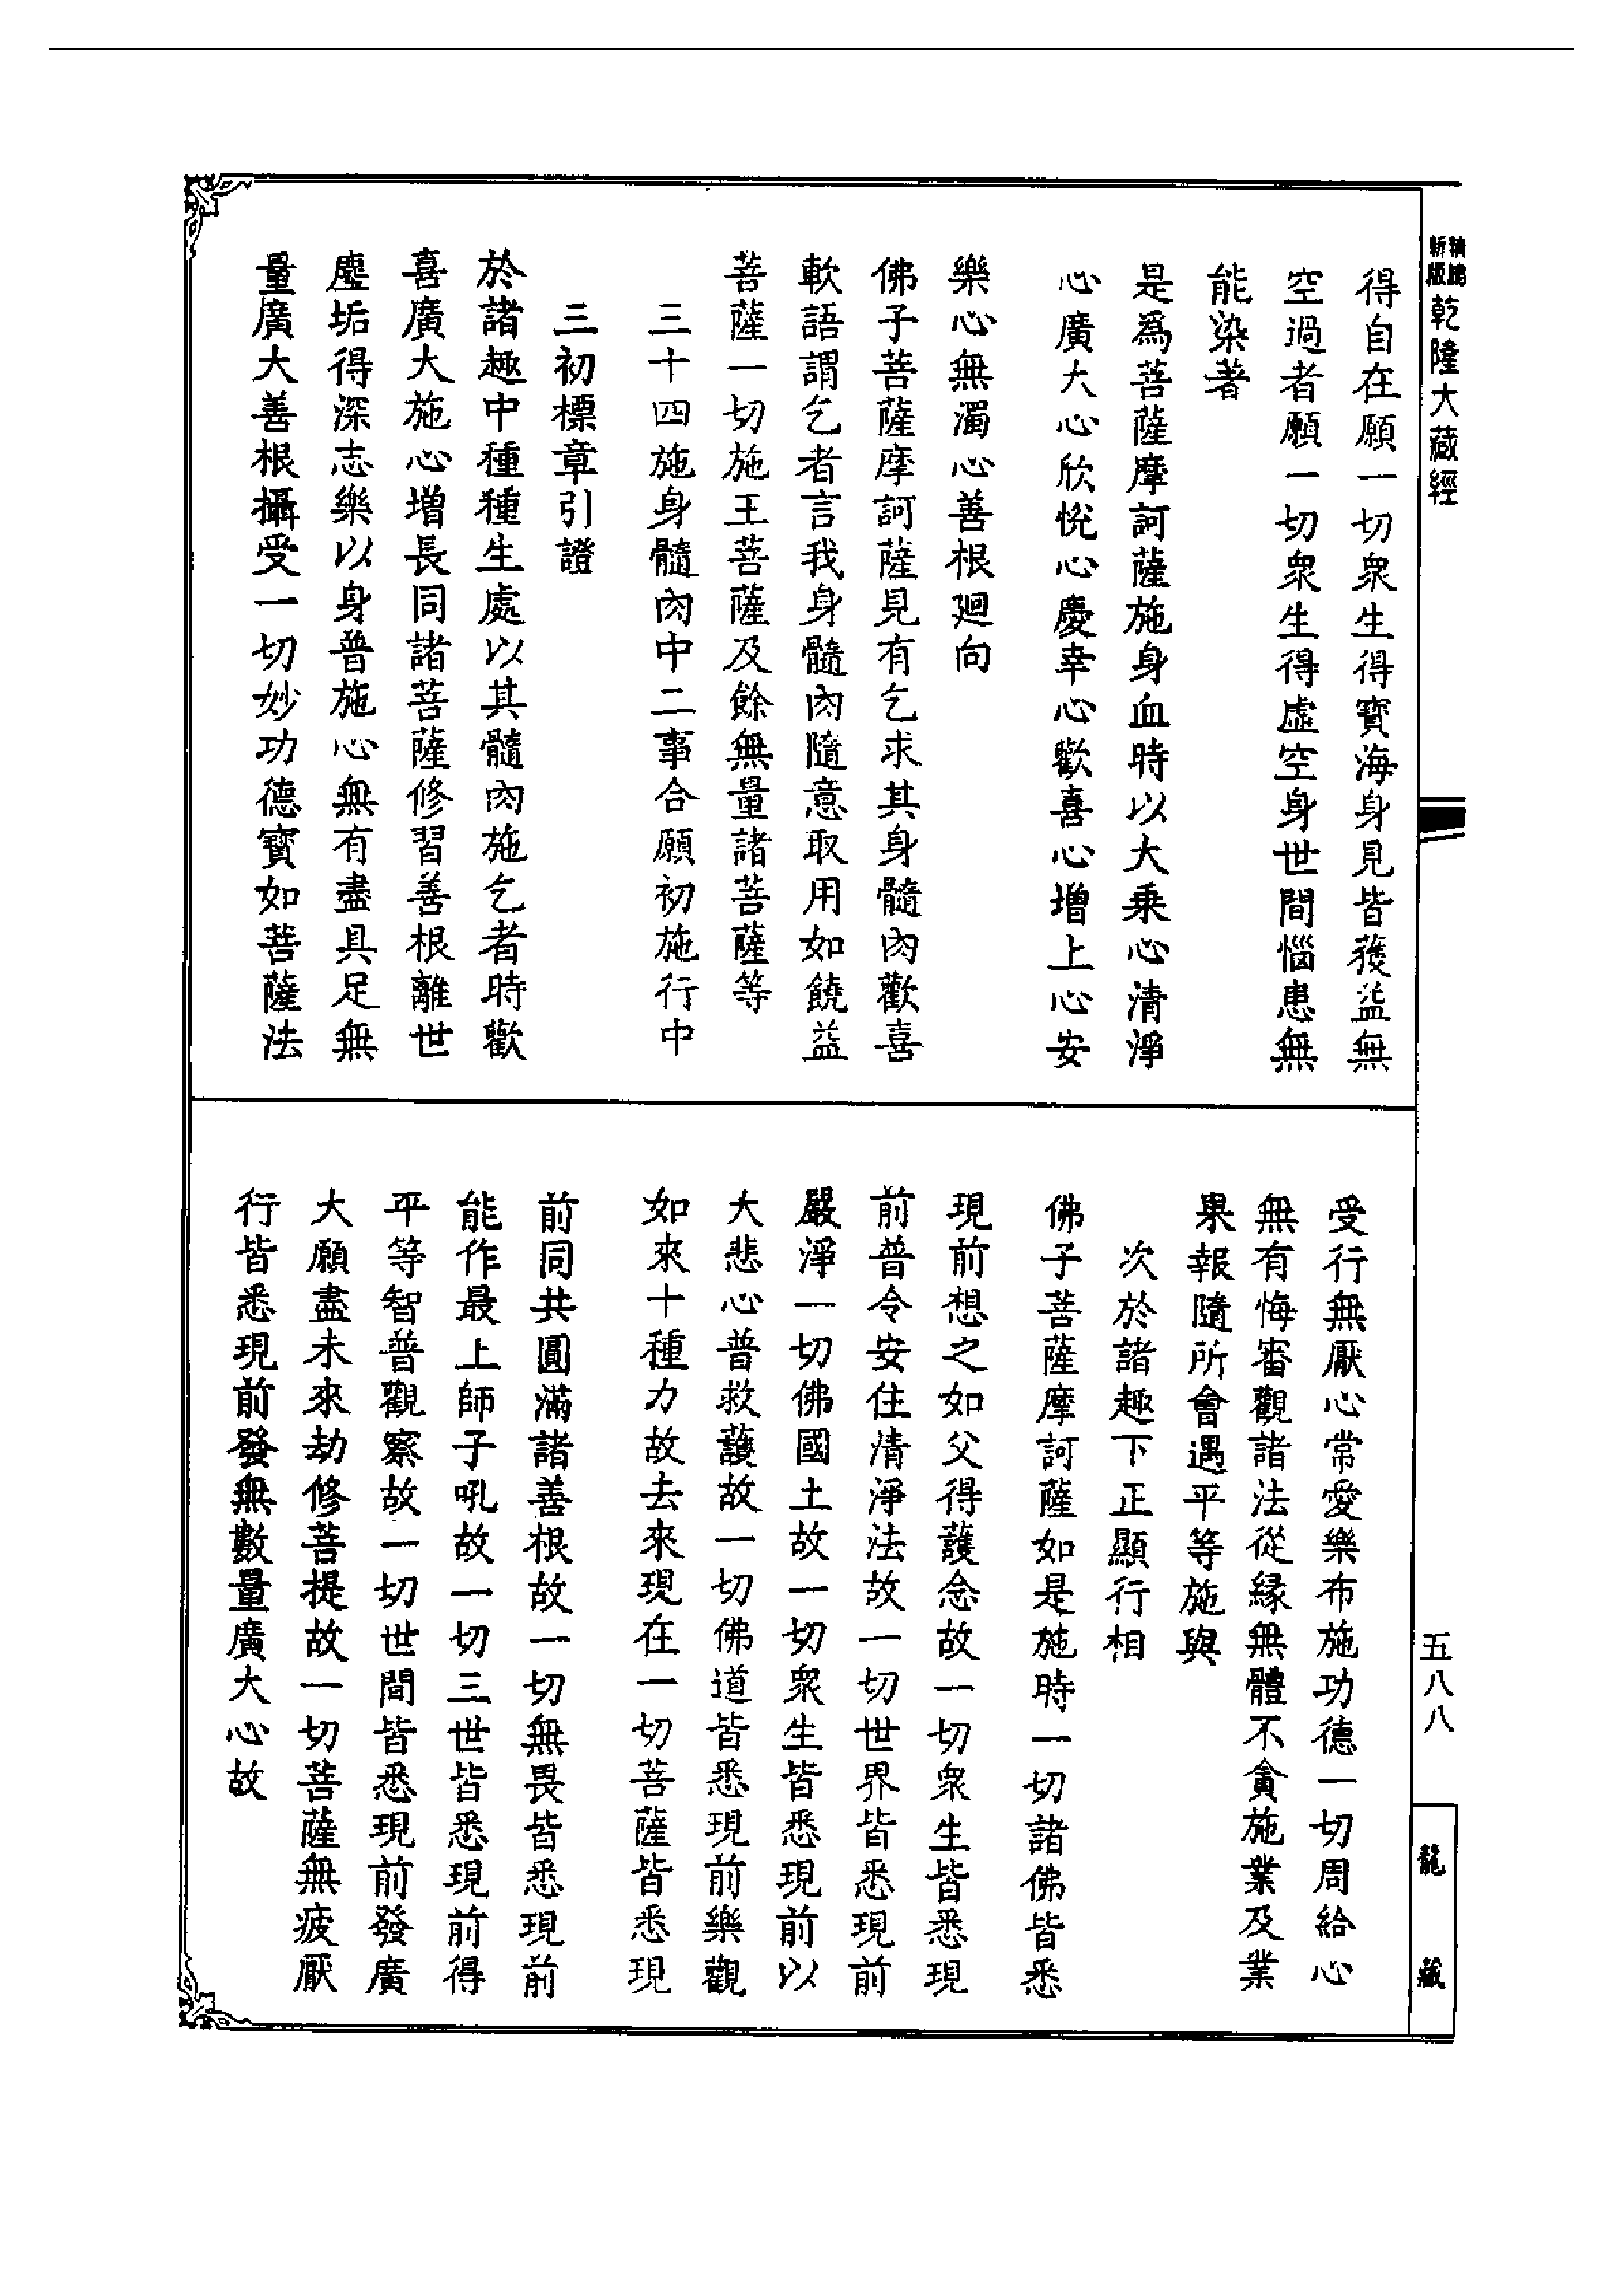 精鵰
新版
乾隆大藏經
得自在願一切衆生得寶海身見皆獲益無
空過者願一切衆生得虛空身世間惱患無
能染著
是爲菩薩摩訶薩施身血時以大乘心清淨
心廣大心欣悅心慶幸心歡喜心增上心安
樂心無濁心善根廻向
佛子菩薩摩訶薩見有乞求其身髓肉歡喜
軟語謂乞者言我身髓肉隨意取用如饒益
菩薩一切施王菩薩及餘無量諸菩薩等
三十四施身髓肉中二事合願初施行中
三初標章引證
於諸趣中種種生處以其髓肉施乞者時歡
喜廣大施心增長同諸菩薩修習善根離世
塵垢得深志樂以身普施心無有盡具足無
量廣大善根攝受一切妙功德寶如菩薩法
受行無厭心常愛樂布施功德一切周給心
無有悔審觀諸法從緣無體不貪施業及業
果報隨所會遇平等施與
次於諸趣下正顯行相
佛子菩薩摩訶薩如是施時一切諸佛皆悉
現前想之如父得護念故一切衆生皆悉現
前普令安住清淨法故一切世界皆悉現前
嚴淨一切佛國土故一切衆生皆悉現前以
大悲心普救護故一切佛道皆悉現前樂觀
如來十種力故去來現在一切菩薩皆悉現
前同共圓滿諸善根故一切無畏皆悉現前
能作最上師子吼故一切三世皆悉現前得
平等智普觀察故一切世間皆悉現前發廣
大願盡未來劫修菩提故一切菩薩無疲厭
行皆悉現前發無數量廣大心故
五八八
龍藏